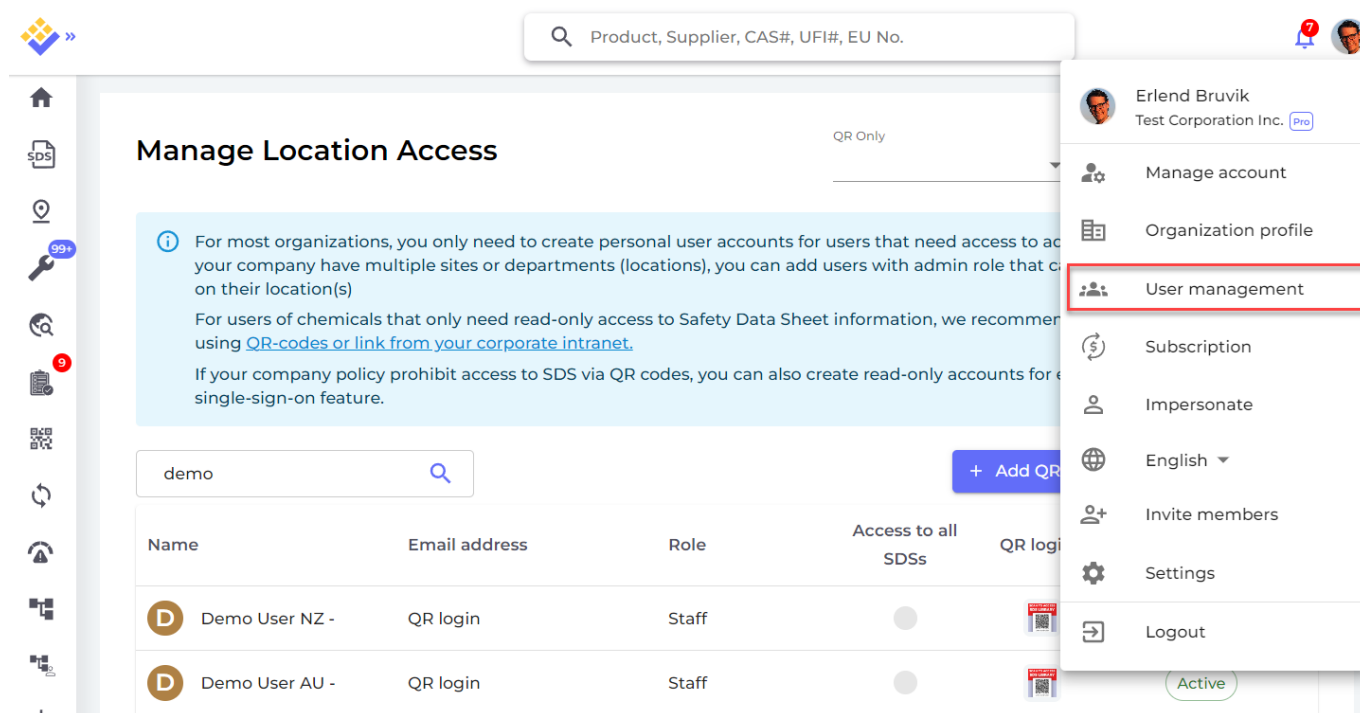 Product, Supplier, CAS#, UFI#, EU No.
7
Erlend Bruvik
Test Corporation Inc. Pro
SDS
Manage Location Access
QR Only
Manage account
Organization profile
User management
Subscription
Impersonate
English
Invite members
Settings
Logout
99+
9
For most organizations, you only need to create personal user accounts for users that need access to
your company have multiple sites or departments (locations), you can add users with admin role that
on their location(s)
For users of chemicals that only need read-only access to Safety Data Sheet information, we
using QR-codes or link from your corporate intranet.
If your company policy prohibit access to SDS via QR codes, you can also create read-only accounts for
single-sign-on feature.
demo
+ Add QR
Name Email address Role Access to all SDSs QR
D Demo User NZ - QR login Staff
D Demo User AU - QR login Staff Active